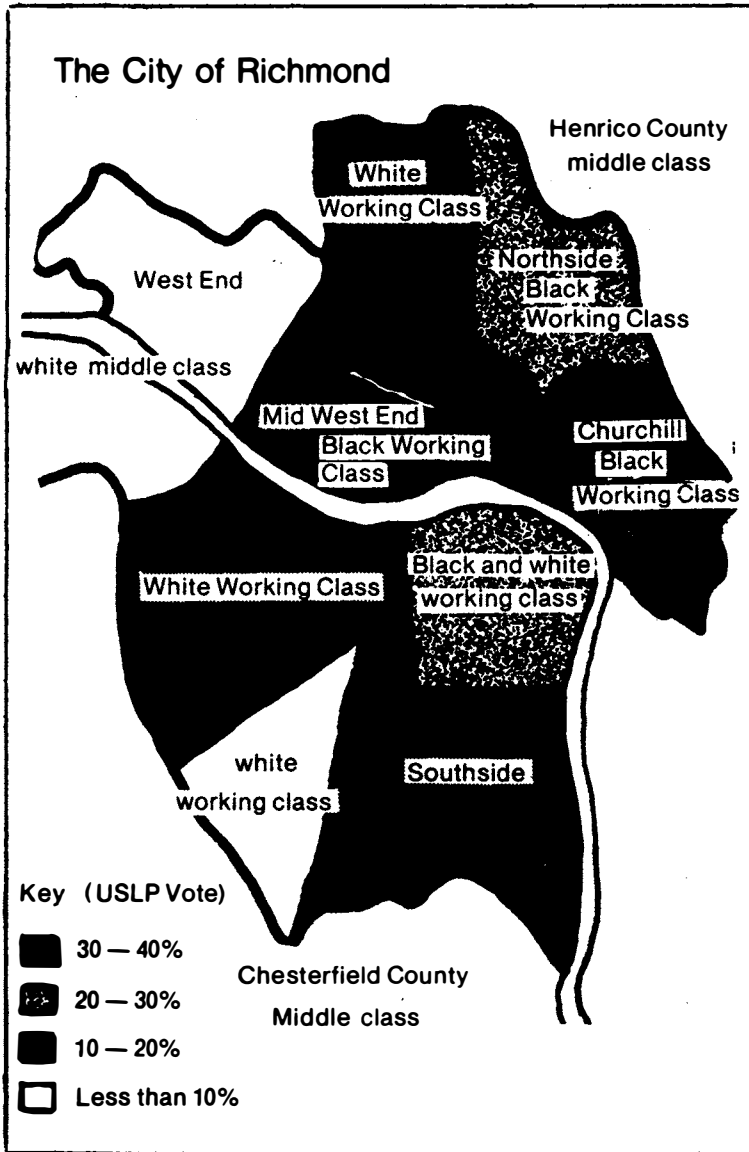 The City of Richmond
Henrico County
middle class
White
Working Class
Northside
Black
Working Class
West End
white middle class
Mid West End
Black Working
Class
Churchill
Black
Working Class
Black and white
working class
White Working Class
white
working class
Southside
Key (USLP Vote)
30 — 40%
20 — 30%
10 — 20%
Less than 10%
Chesterfield County
Middle class